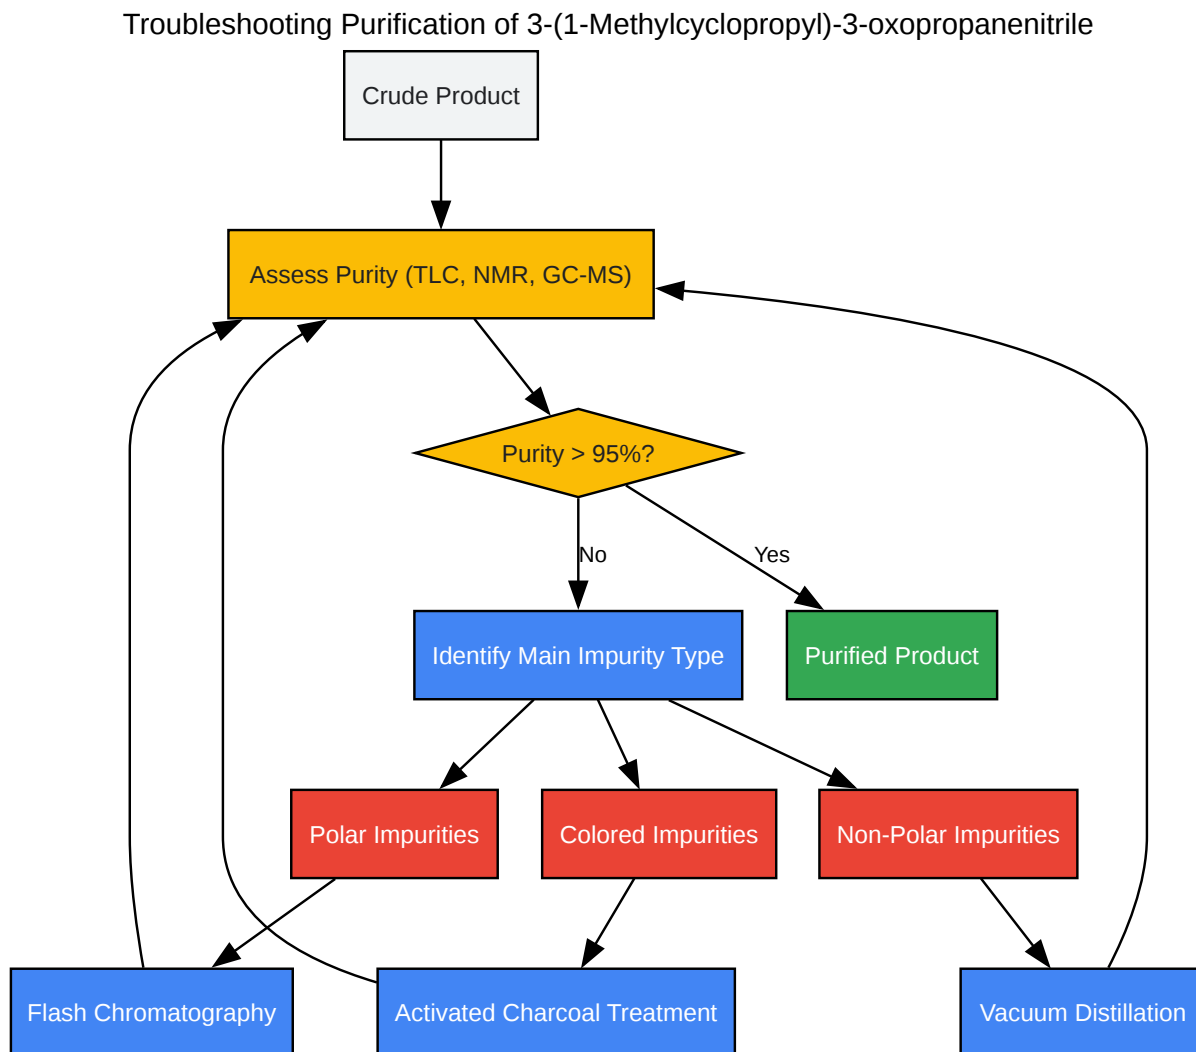 Troubleshooting Purification of 3-(1-Methylcyclopropyl)-3-oxopropanenitrile
Crude Product
Assess Purity (TLC, NMR, GC-MS)
Purity > 95%?
No
Yes
Identify Main Impurity Type
Purified Product
Polar Impurities
Colored Impurities
Non-Polar Impurities
Flash Chromatography
Activated Charcoal Treatment
Vacuum Distillation